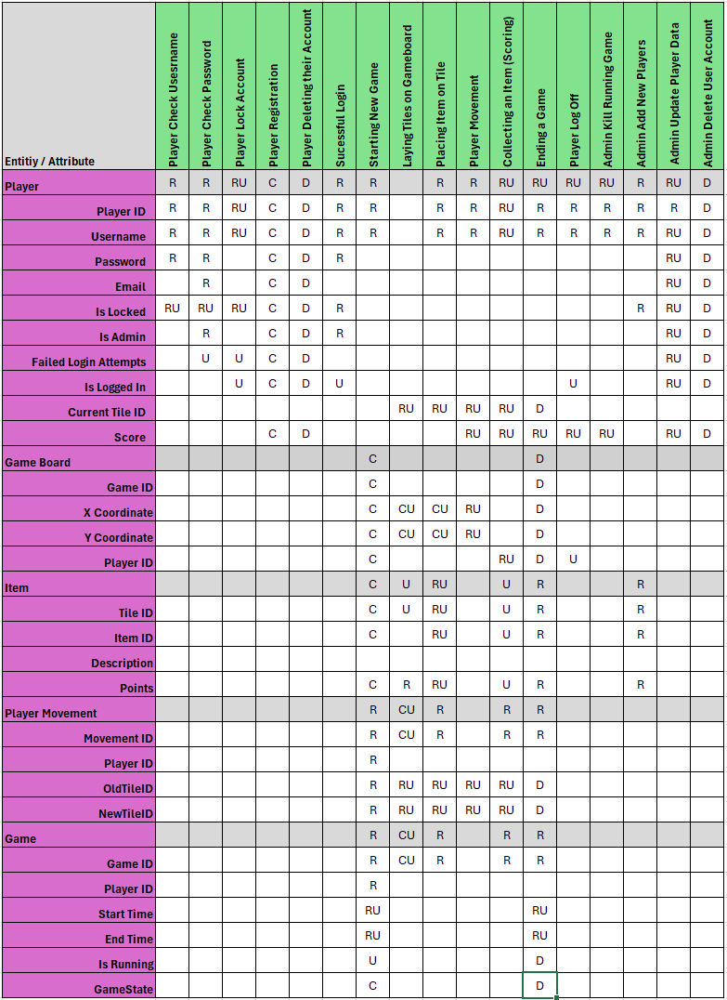 Entitiy / Attribute Player Check Usesrname Player Check Password Player Lock Account Player Registration Player Deleting their Account Sucessful Login Starting New Game Laying Tiles on Gameboard Placing Item on Tile Player Movement Collecting an Item (Scoring) Ending a Game Player Log Off Admin Kill Running Game Admin Add New Players Admin Update Player Data Admin Delete User Account
Player R R RU C D R R R R RU RU RU RU R RU D
Player ID R R RU C D R R R R RU R R R R R D
Username R R RU C D R R R R RU R R R R RU D
Password R R C D R RU D
Email R C D RU D
Is Locked RU RU RU C D R R RU D
Is Admin R C D R RU D
Failed Login Attempts U U C D RU D
Is Logged In U C D U U RU D
Current Tile ID RU RU RU RU D
Score C D RU RU RU RU RU RU D
Game Board C D
Game ID C D
X Coordinate C CU CU RU D
Y Coordinate C CU CU RU D
Player ID C RU D U
Item C U RU U R R
Tile ID C U RU U R R
Item ID C RU U R R
Description
Points C R RU U R R
Player Movement R CU R R R
Movement ID R CU R R R
Player ID R
OldTileID R RU RU RU RU D
NewTileID R RU RU RU RU D
Game R CU R R R
Game ID R CU R R R
Player ID R
Start Time RU RU
End Time RU RU
Is Running U D
GameState C D